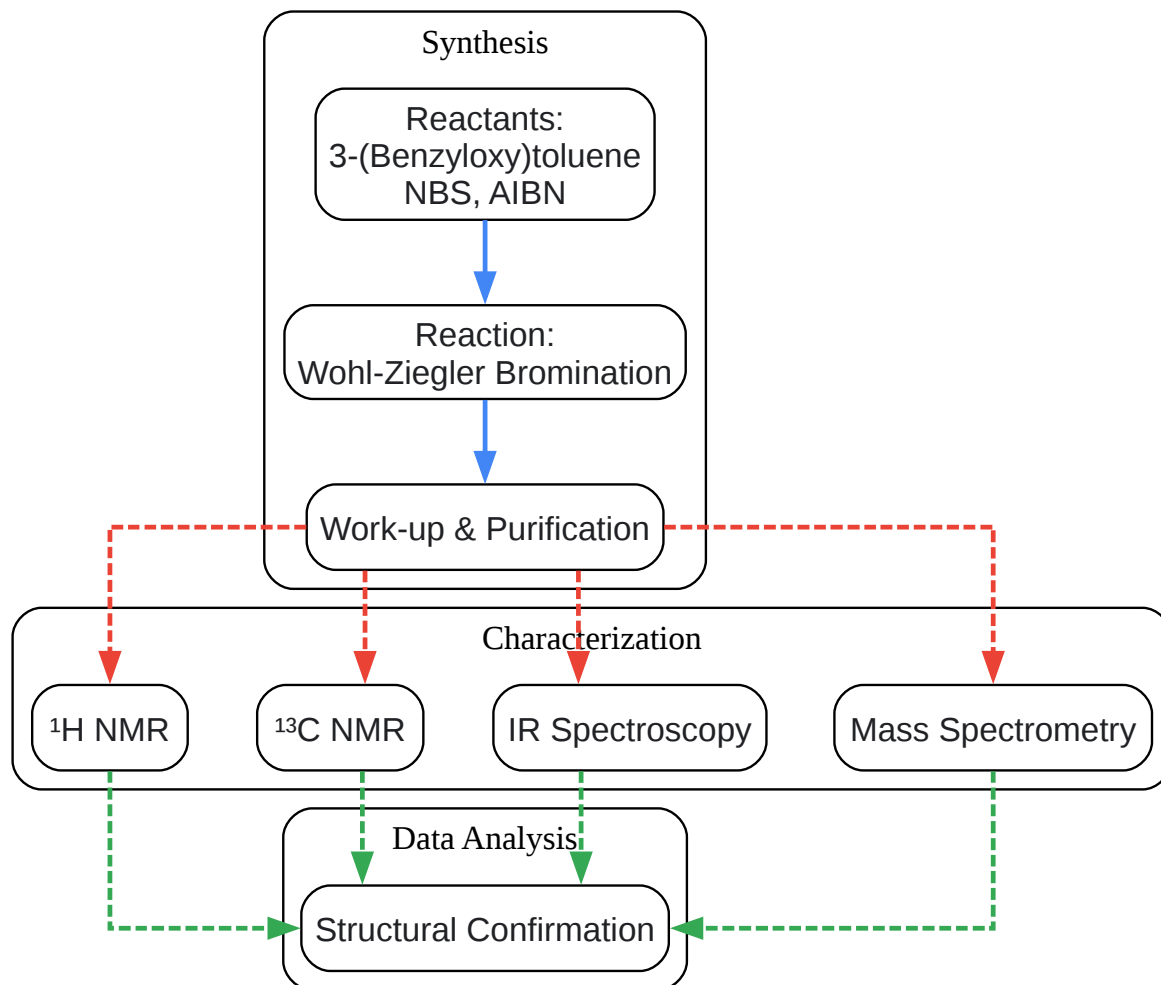 Synthesis
Reactants:
3-(Benzyloxy)toluene
NBS, AIBN
Reaction:
Wohl-Ziegler Bromination
Work-up & Purification
Characterization
¹H NMR
¹³C NMR
IR Spectroscopy
Mass Spectrometry
Data Analysis
Structural Confirmation